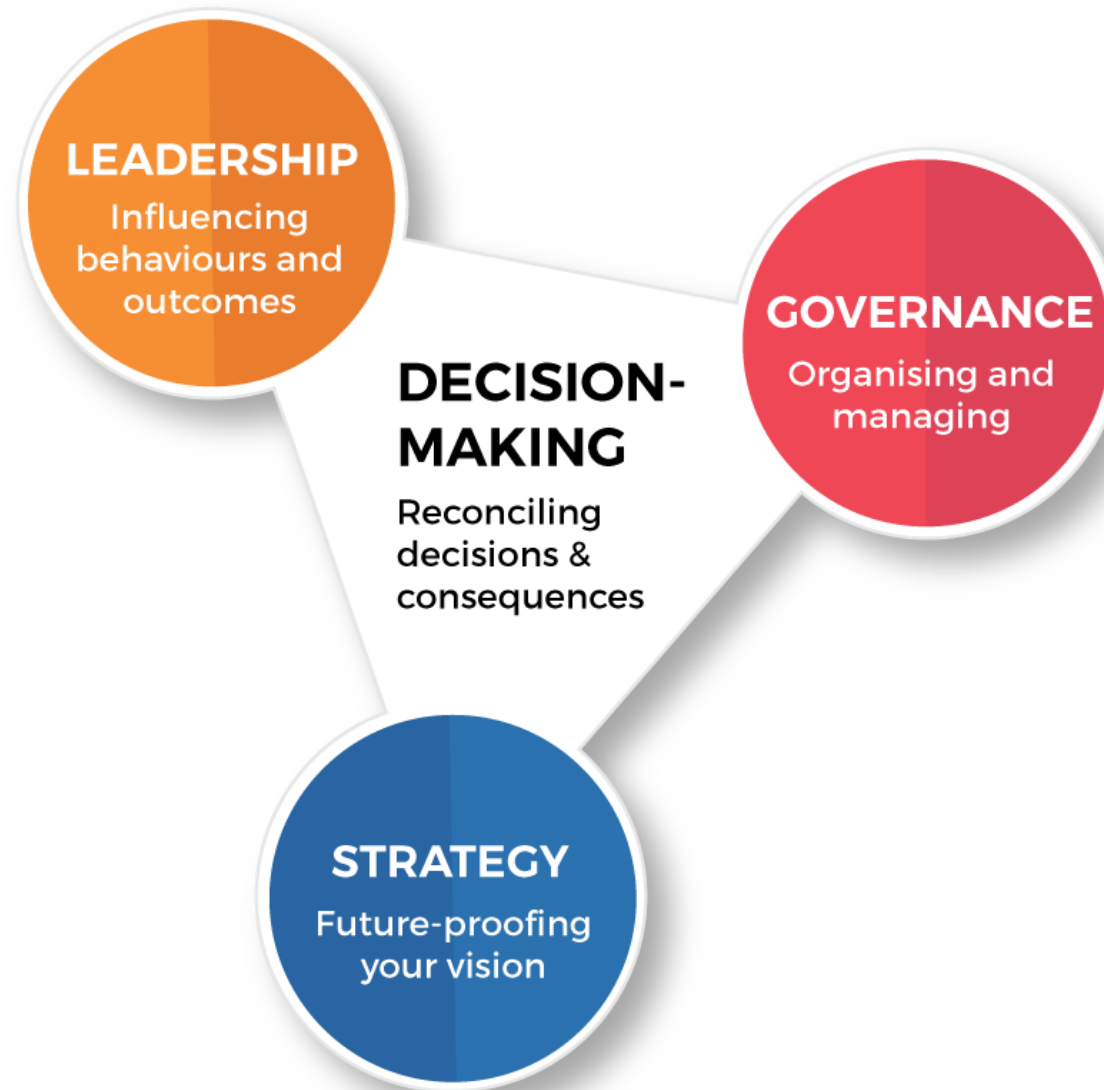 LEADERSHIP
Influencing
behaviours and
outcomes
GOVERNANCE
Organising and
managing
DECISION-
MAKING
Reconciling
decisions &
consequences
STRATEGY
Future-proofing
your vision